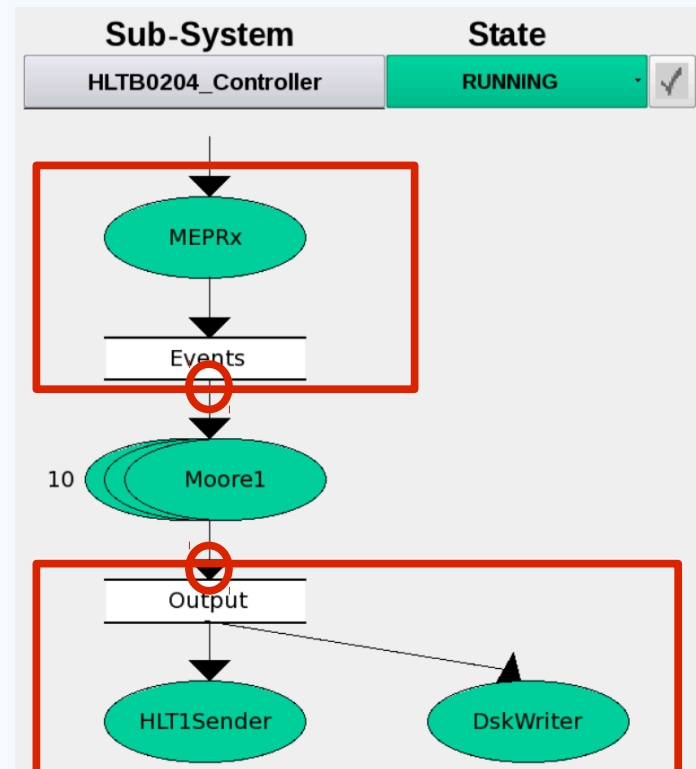 Sub-System State
HLTB0204_Controller RUNNING
MEPRx
Events
10 Moore1
Output
HLT1Sender DskWriter